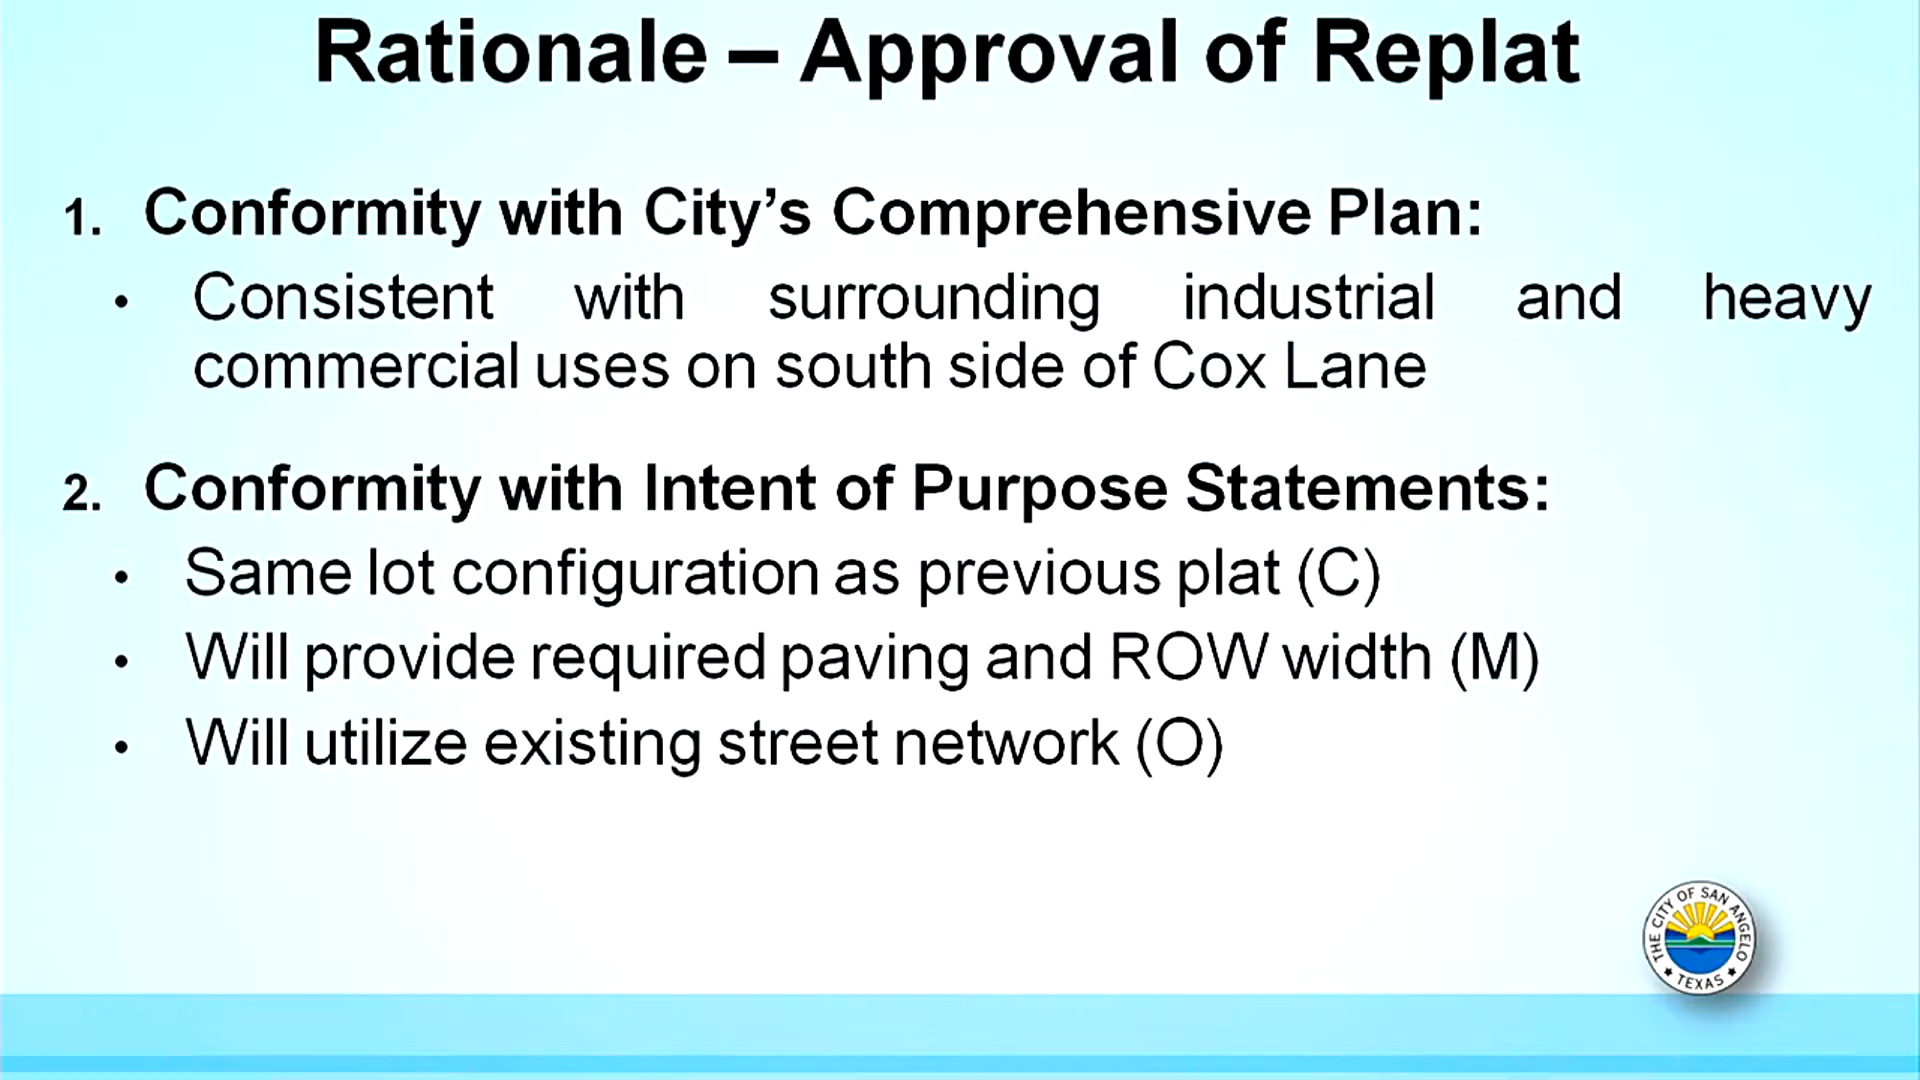 Rationale – Approval of Replat
1. Conformity with City’s Comprehensive Plan:
• Consistent with surrounding industrial and heavy
commercial uses on south side of Cox Lane
2. Conformity with Intent of Purpose Statements:
• Same lot configuration as previous plat (C)
• Will provide required paving and ROW width (M)
• Will utilize existing street network (O)
THE CITY OF SAN ANGELO
★ TEXAS ★